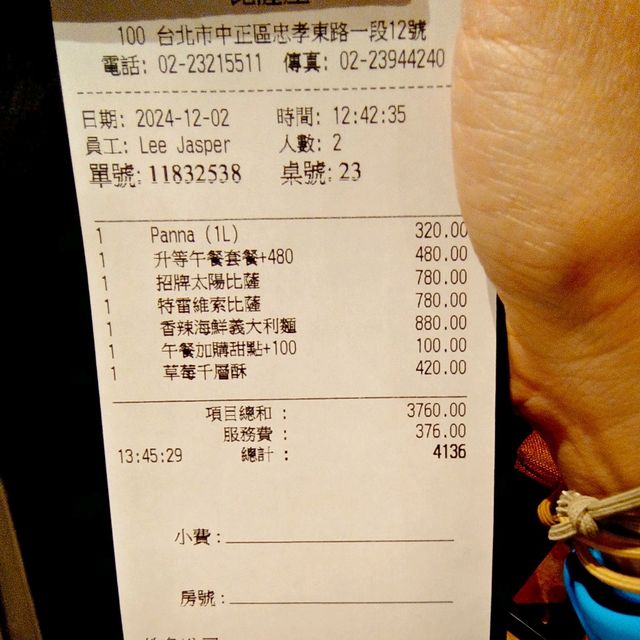 100 台北市中正區忠孝東路一段12號
電話: 02-23215511 傳真: 02-23944240
日期: 2024-12-02 時間: 12:42:35
員工: Lee Jasper 人數: 2
單號: 11832538 桌號: 23
1 Panna (1L) 320.00
1 升等午餐套餐+480 480.00
1 招牌太陽比薩 780.00
1 特雷維索比薩 780.00
1 香辣海鮮義大利麵 880.00
1 午餐加購甜點+100 100.00
1 草莓千層酥 420.00
項目總和 : 3760.00
服務費 : 376.00
13:45:29 總計 : 4136
小費 :
房號 :